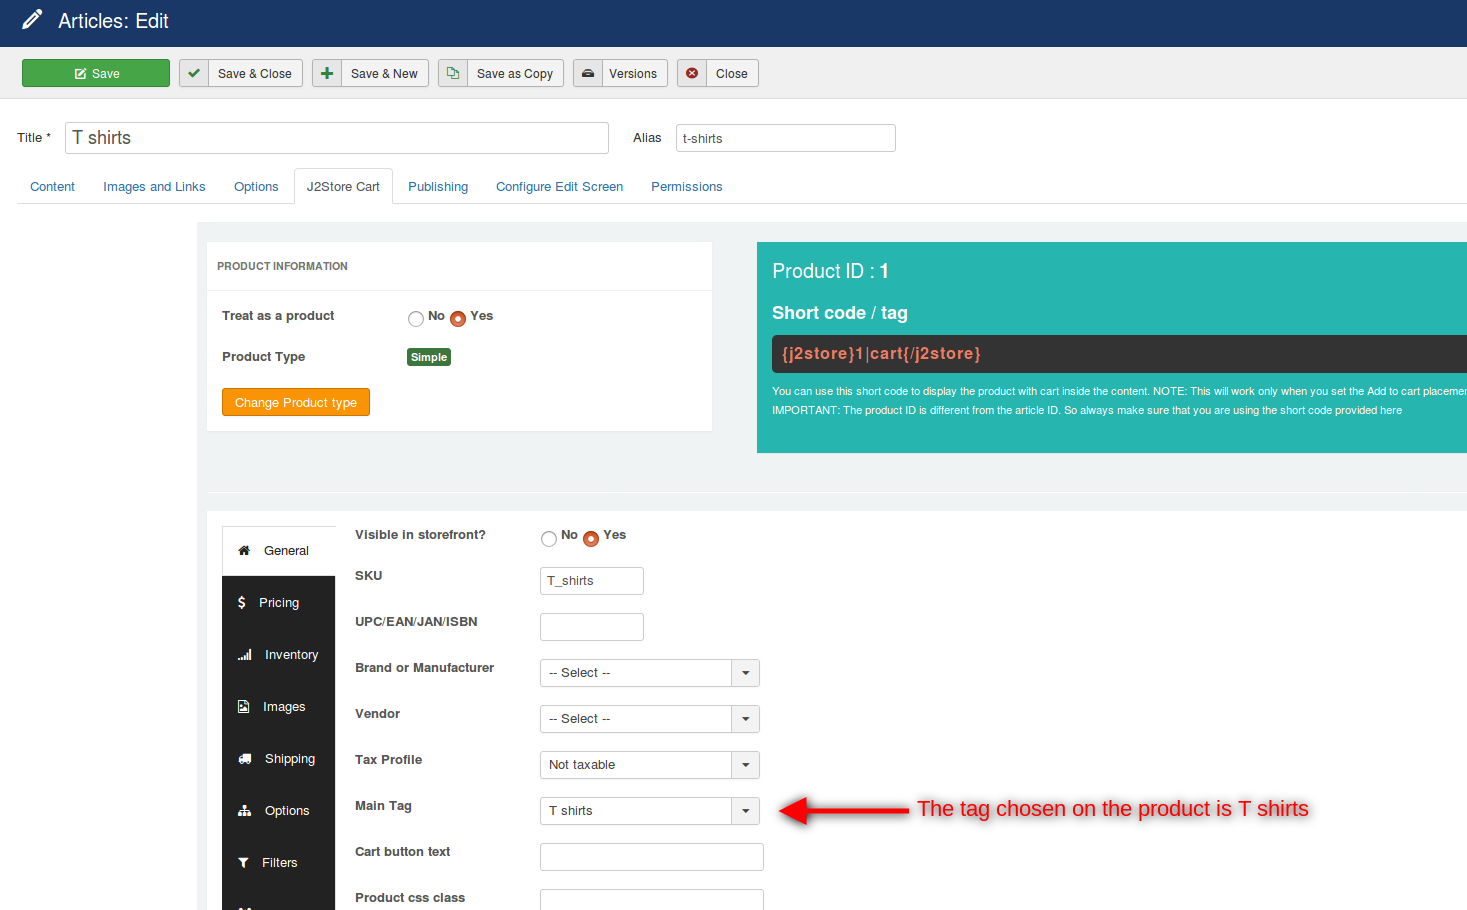 Articles: Edit
Save
Save & Close
Save & New
Save as Copy
Versions
Close
Title *
T shirts
Alias
t-shirts
Content
Images and Links
Options
J2Store Cart
Publishing
Configure Edit Screen
Permissions
PRODUCT INFORMATION
Treat as a product
No
Yes
Product Type
Simple
Change Product type
Product ID : 1
Short code / tag
{j2store}1|cart{/j2store}
You can use this short code to display the product with cart inside the content. NOTE: This will work only when you set the Add to cart placemen
IMPORTANT: The product ID is different from the article ID. So always make sure that you are using the short code provided here
General
Pricing
Inventory
Images
Shipping
Options
Filters
Visible in storefront?
No
Yes
SKU
T_shirts
UPC/EAN/JAN/ISBN
Brand or Manufacturer
-- Select --
Vendor
-- Select --
Tax Profile
Not taxable
Main Tag
T shirts
The tag chosen on the product is T shirts
Cart button text
Product css class